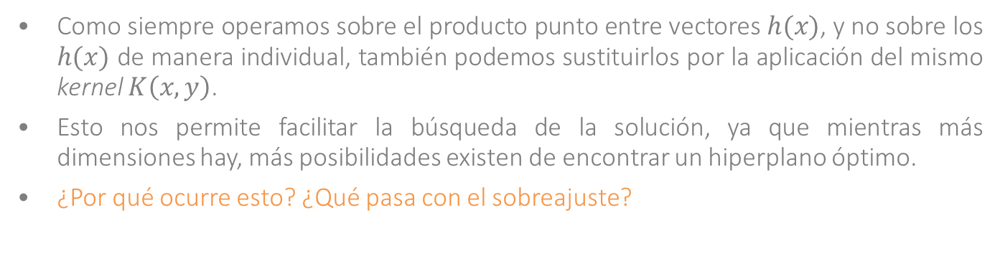 • Como siempre operamos sobre el producto punto entre vectores h(x), y no sobre los
h(x) de manera individual, también podemos sustituirlos por la aplicación del mismo
kernel K(x, y).
• Esto nos permite facilitar la búsqueda de la solución, ya que mientras más
dimensiones hay, más posibilidades existen de encontrar un hiperplano óptimo.
• ¿Por qué ocurre esto? ¿Qué pasa con el sobreajuste?